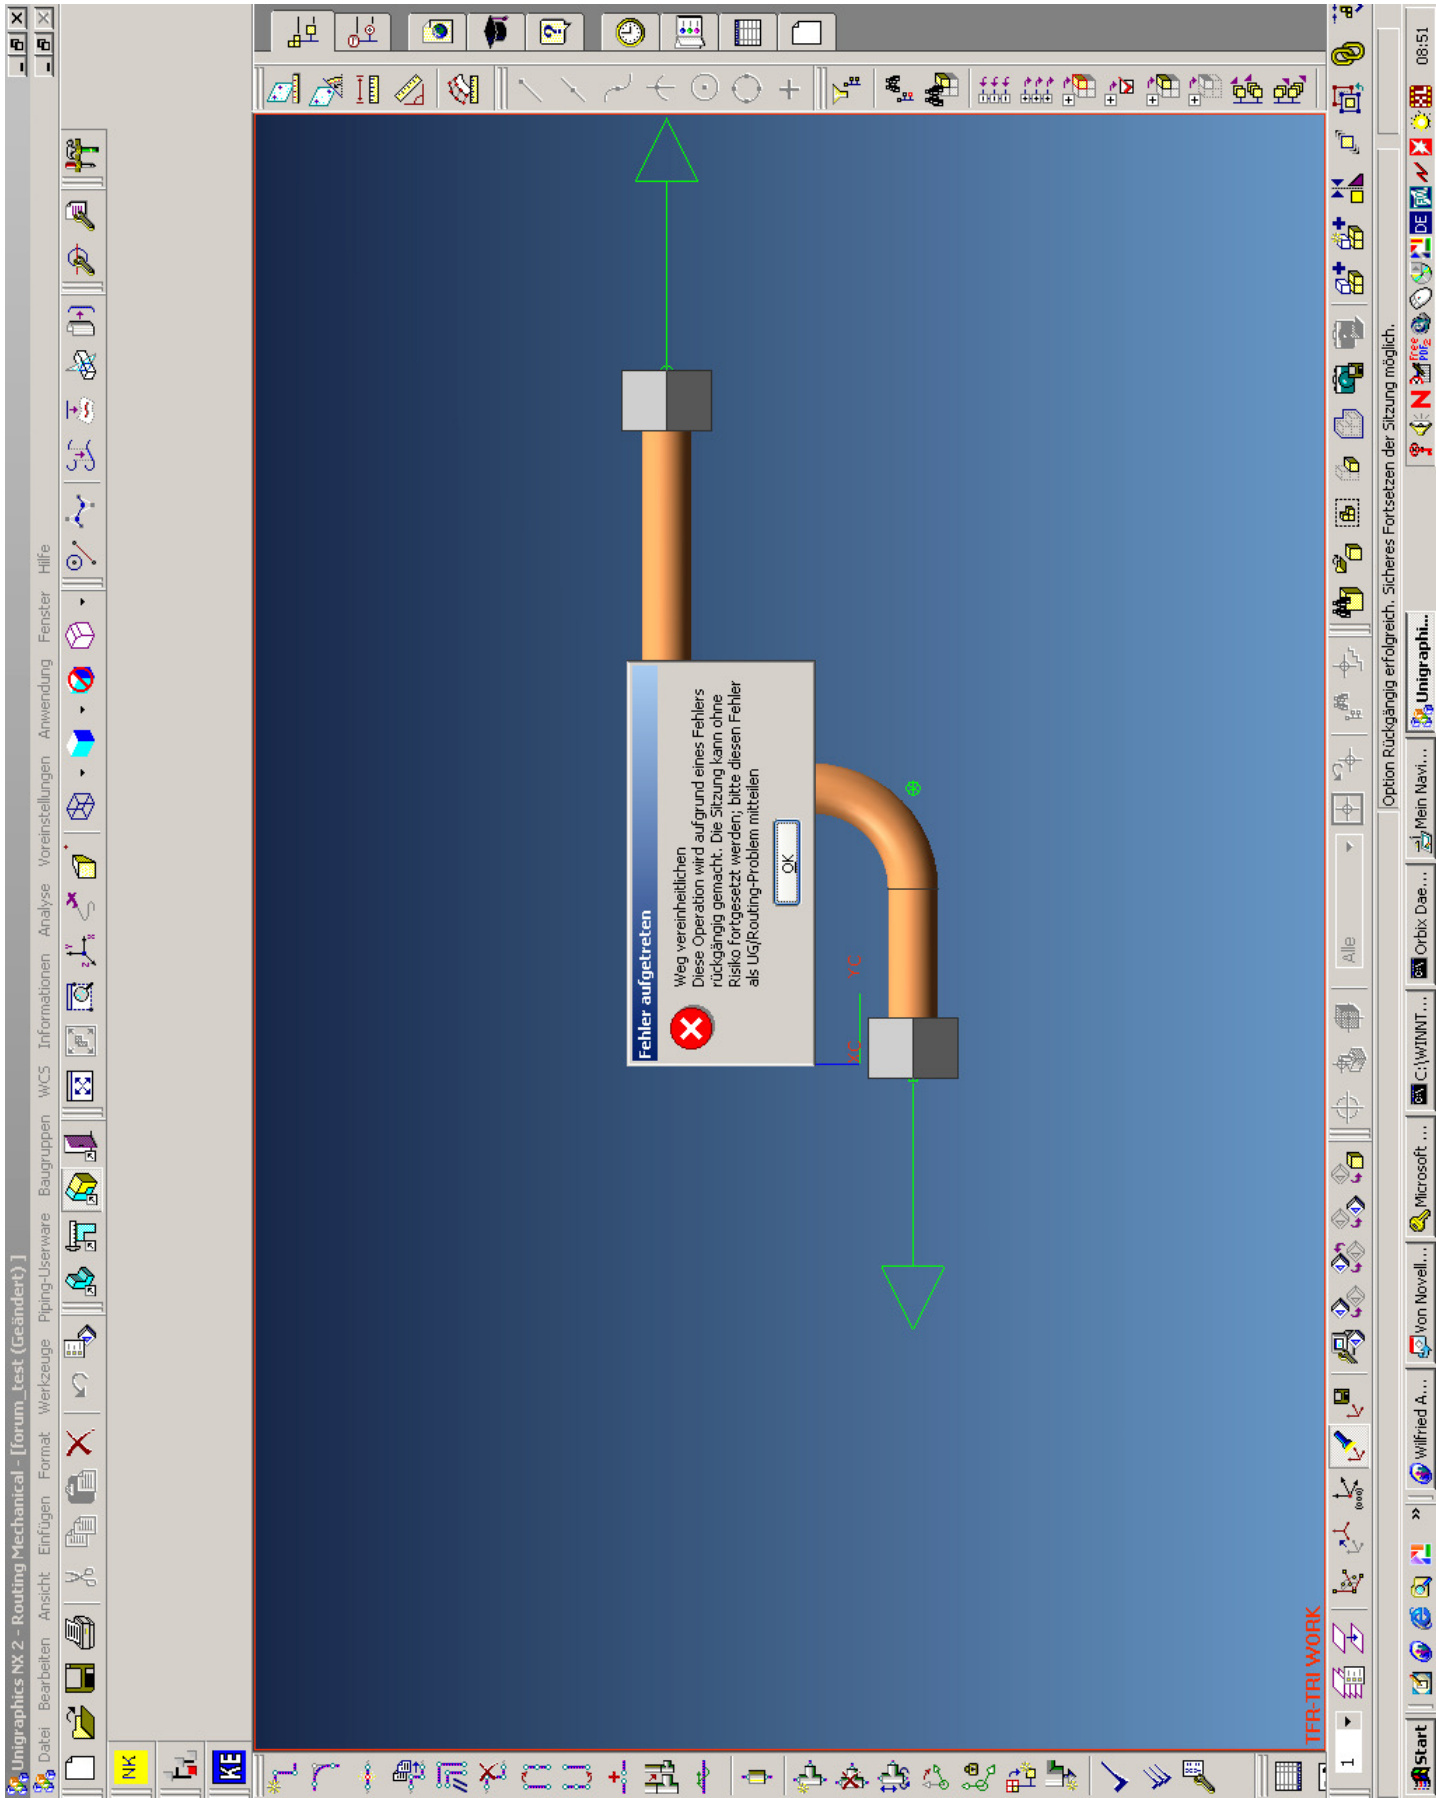 Unigraphics NX 2 - Routing Mechanical - [forum_test (Geändert) ]
Datei Bearbeiten Ansicht Einfügen Format Werkzeuge Piping-Userware Baugruppen WCS Informationen Analyse Voreinstellungen Anwendung Fenster Hilfe
NK
KE
Fehler aufgetreten
Weg vereinheitlichen
Diese Operation wird aufgrund eines Fehlers
rückgängig gemacht. Die Sitzung kann ohne
Risiko fortgesetzt werden; bitte diesen Fehler
als UG/Routing-Problem mitteilen
OK
XC YC
TFR-TRI WORK
1
Alle
Option Rückgängig erfolgreich. Sicheres Fortsetzen der Sitzung möglich.
Start
»
Wilfried A...
Von Novell...
Microsoft ...
C:\WINNT...
Orbix Dae...
Mein Navi...
Unigraphi...
DE
08:51